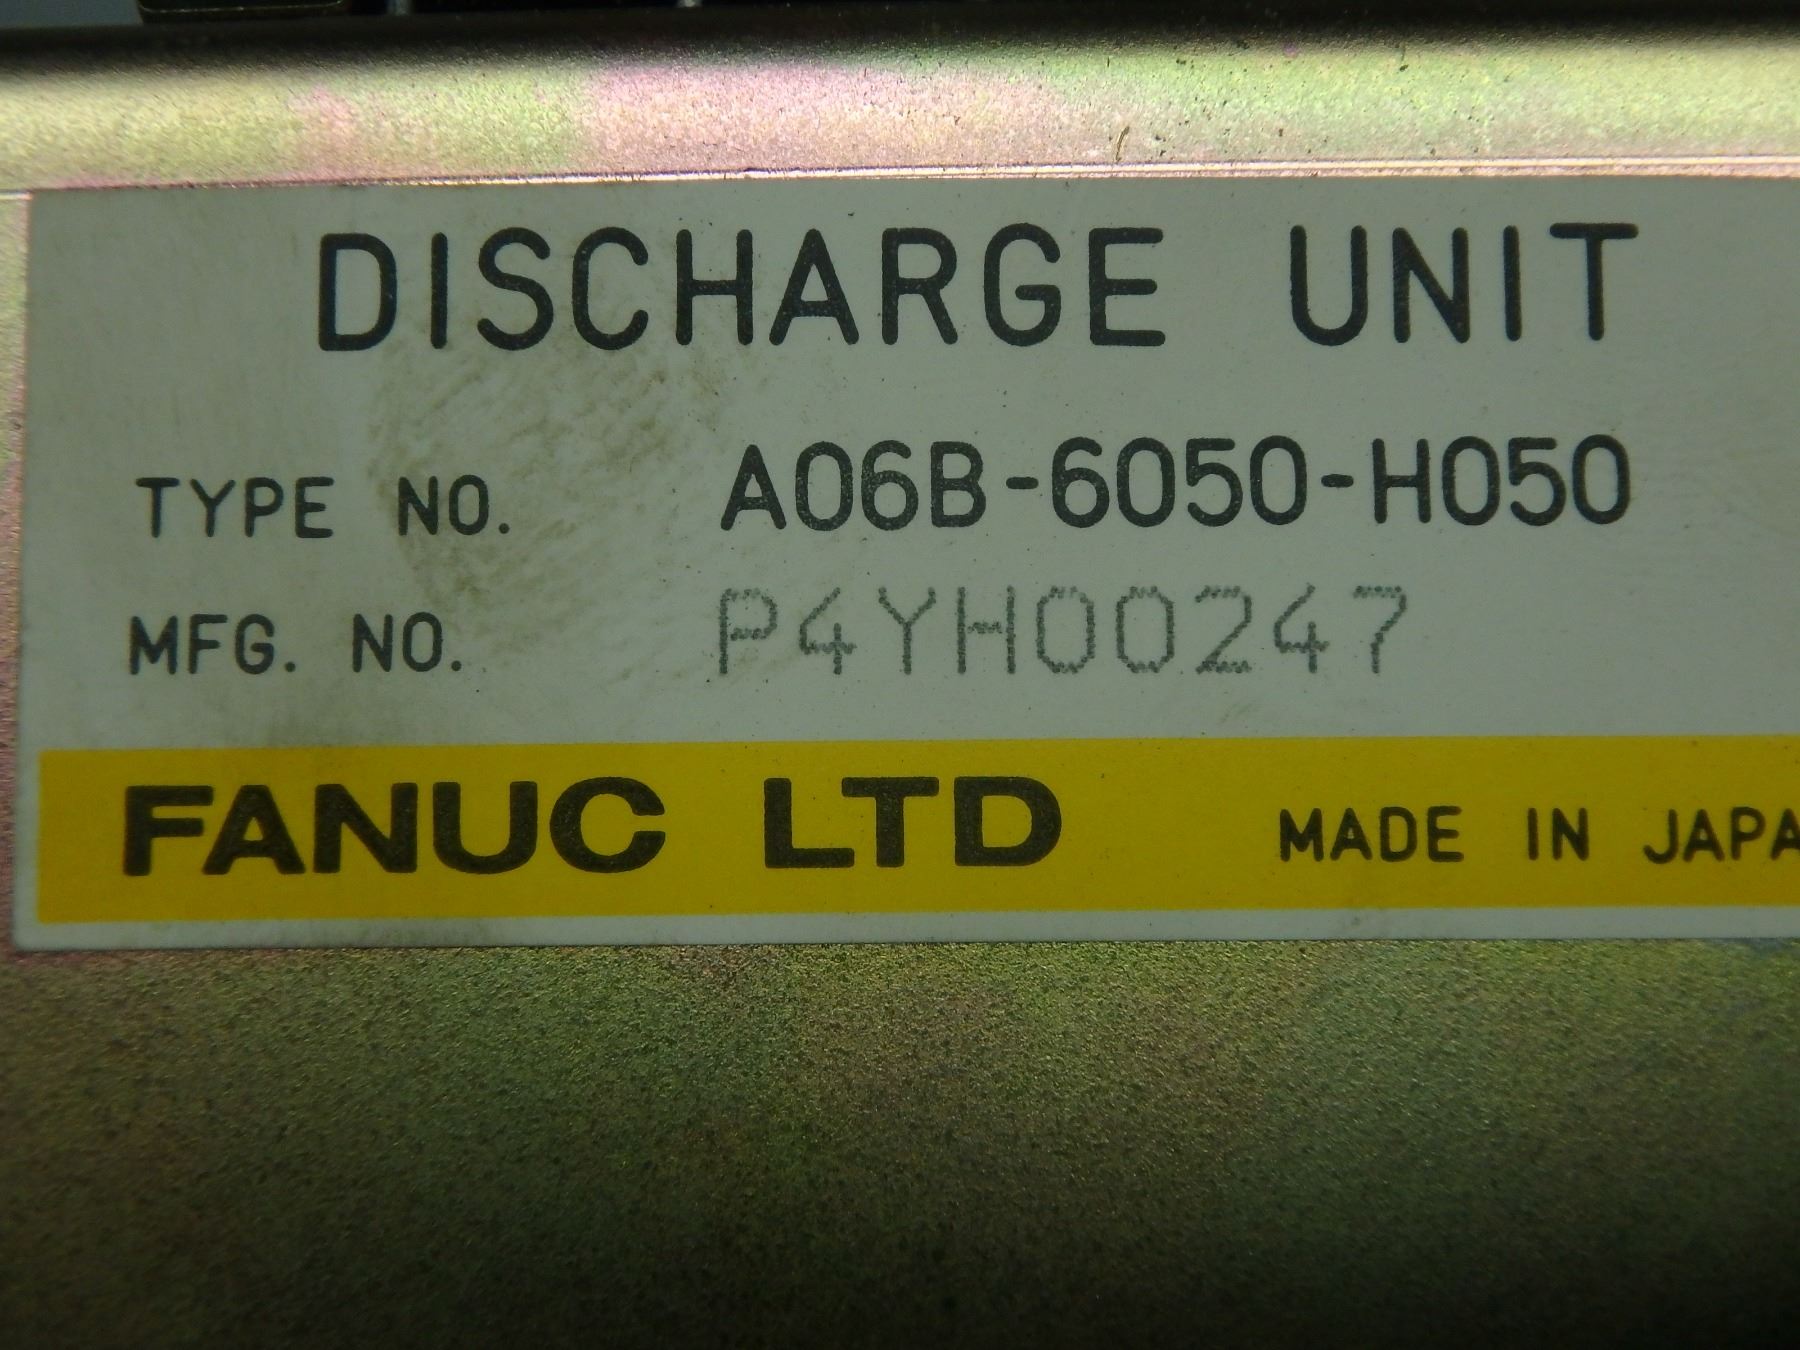 DISCHARGE UNIT
TYPE NO. A06B-6050-H050
MFG. NO. P4YH00247
FANUC LTD MADE IN JAPA